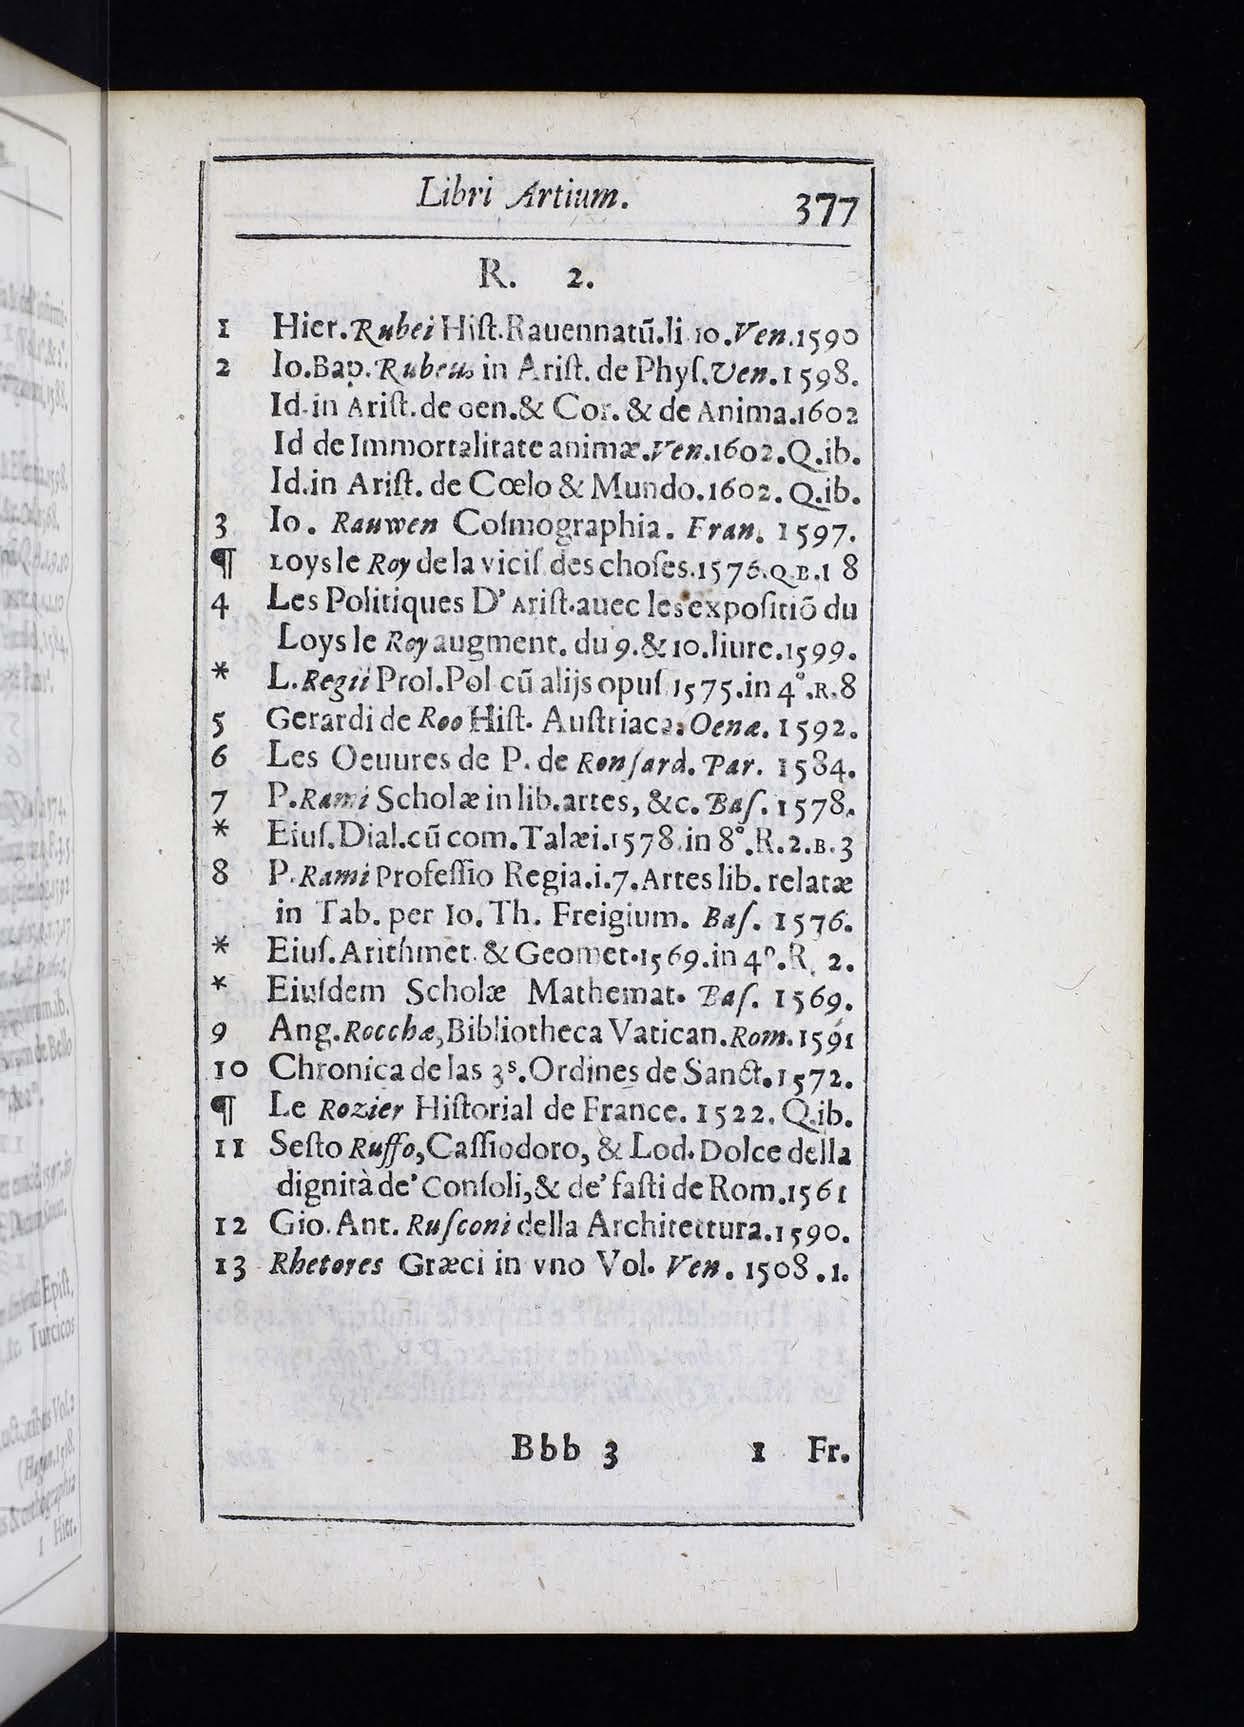 Libri Artium. 377
R. 2.
1 Hier. Rubei Hiſt. Rauennatū. li. 10. Ven. 1590
2 Io. Bap. Rubeus in Ariſt. de Phyſ. Ven. 1598.
Id. in Ariſt. de gen. & Cor. & de Anima. 1602
Id de Immortalitate animæ. Ven. 1602. Q. ib.
Id. in Ariſt. de Cœlo & Mundo. 1602. Q. ib.
3 Io. Rauwen Coſmographia. Fran. 1597.
¶ Loys le Roy de la viciſ. des choſes. 1576. Q. B. 1 8
4 Les Politiques D' Ariſt. auec les expoſitiō du
Loys le Roy augment. du 9. & 10. liure. 1599.
* L. Regii Prol. Pol cū alijs opuſ 1575. in 4°. R. 8
5 Gerardi de Roo Hiſt. Auſtriaca. Oenæ. 1592.
6 Les Oeuures de P. de Ronſard. Par. 1584.
7 P. Rami Scholæ in lib. artes, &c. Baſ. 1578.
* Eiuſ. Dial. cū com. Talæi. 1578. in 8°. R. 2. B. 3
8 P. Rami Profeſſio Regia. i. 7. Artes lib. relatæ
in Tab. per Io. Th. Freigium. Baſ. 1576.
* Eiuſ. Arithmet. & Geomet. 1569. in 4°. R. 2.
* Eiuſdem Scholæ Mathemat. Baſ. 1569.
9 Ang. Rocchæ, Bibliotheca Vatican. Rom. 1591
10 Chronica de las 3ˢ. Ordines de Sanct. 1572.
¶ Le Rozier Hiſtorial de France. 1522. Q. ib.
11 Seſto Ruffo, Caſſiodoro, & Lod. Dolce della
dignità de' Conſoli, & de' faſti de Rom. 1561
12 Gio. Ant. Ruſconi della Architettura. 1590.
13 Rhetores Græci in vno Vol. Ven. 1508. 1.
Bbb 3 1 Fr.